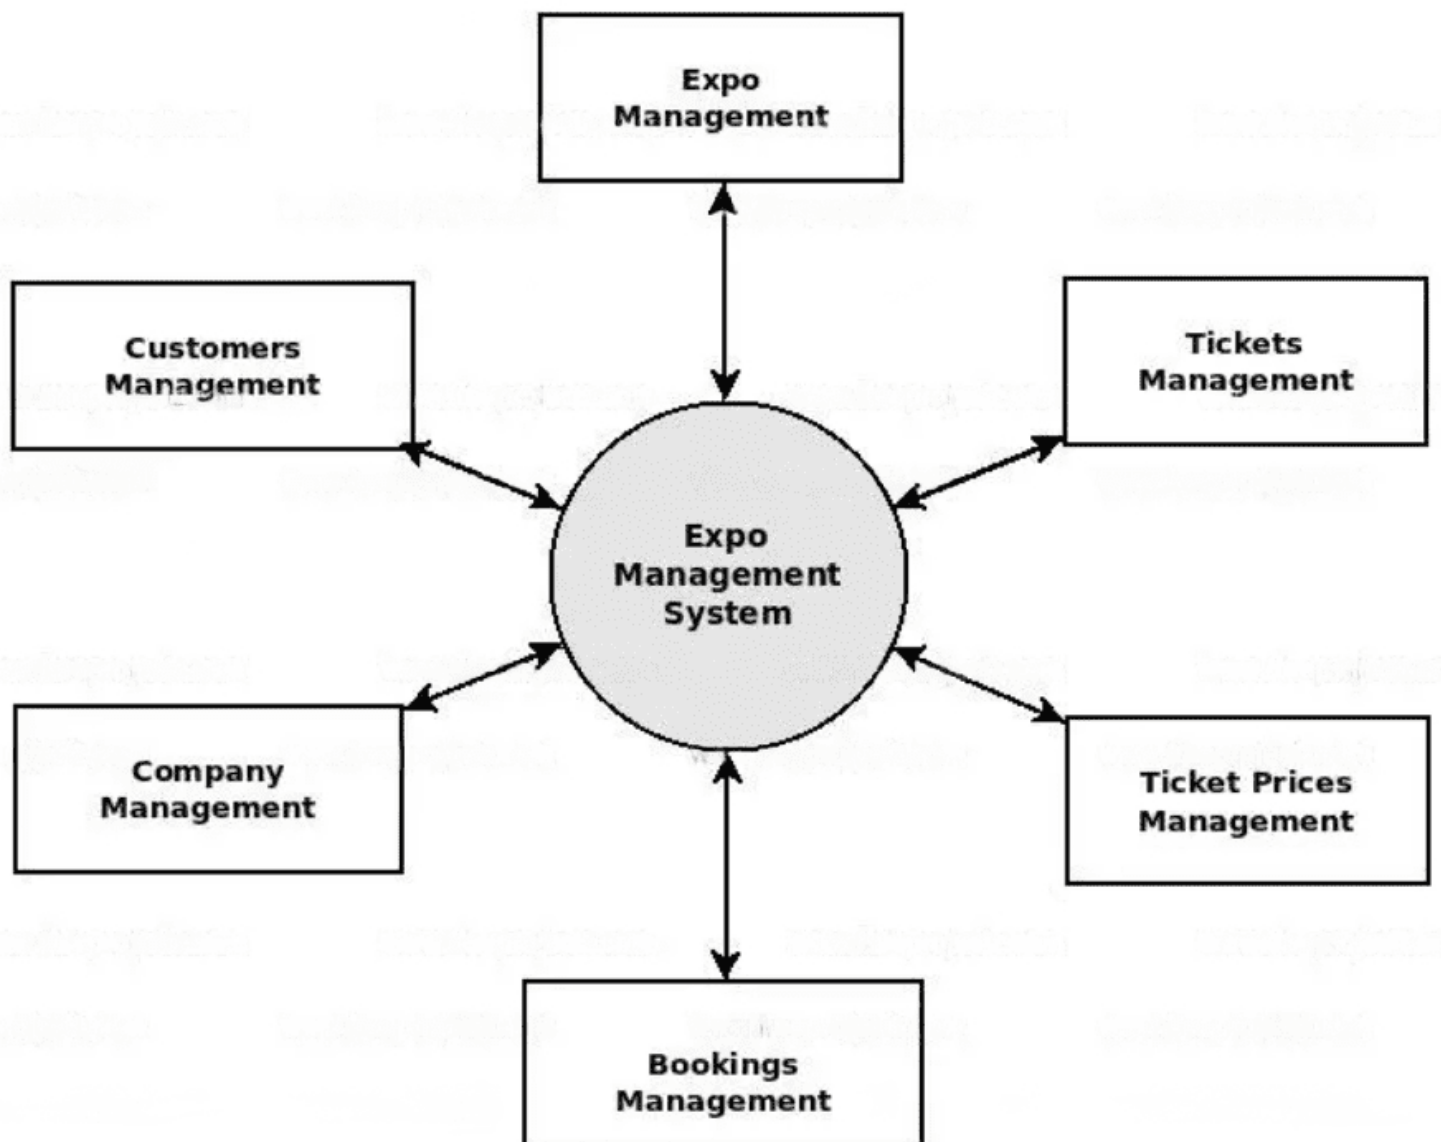 Expo
Management
Customers
Management
Tickets
Management
Expo
Management
System
Company
Management
Ticket Prices
Management
Bookings
Management